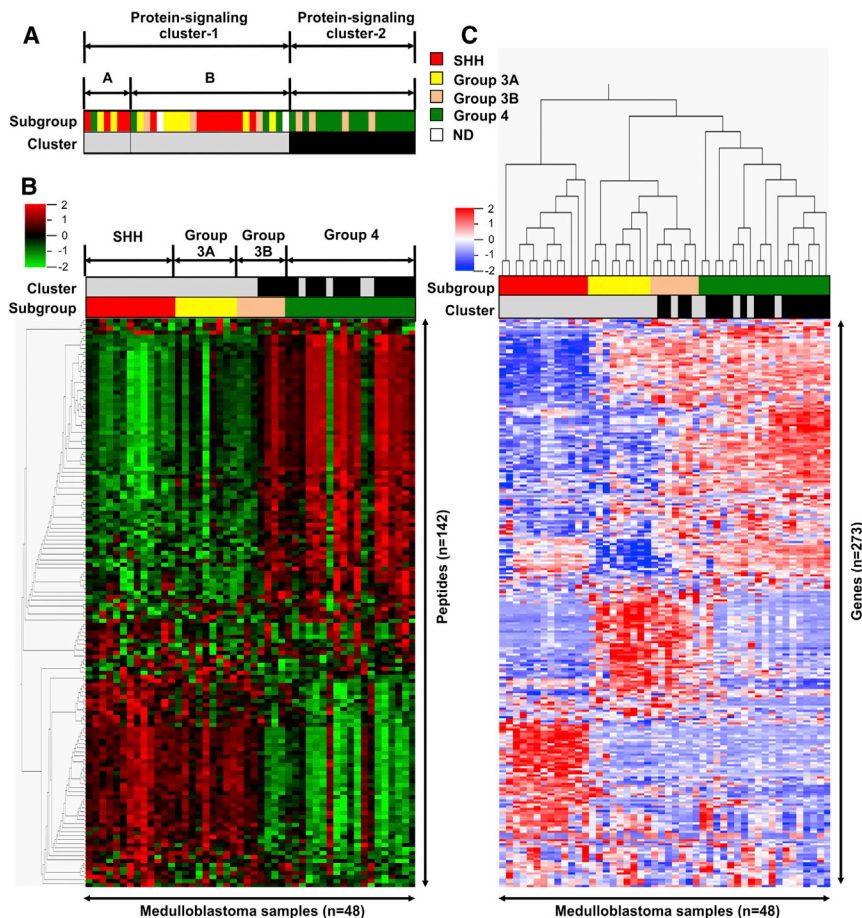 A
Protein-signaling
cluster-1
Protein-signaling
cluster-2
A
B
Subgroup
Cluster
SHH
Group 3A
Group 3B
Group 4
ND
B
2
1
0
-1
-2
SHH
Group
3A
Group
3B
Group 4
Cluster
Subgroup
Peptides (n=142)
Medulloblastoma samples (n=48)
C
2
1
0
-1
-2
Subgroup
Cluster
Genes (n=273)
Medulloblastoma samples (n=48)